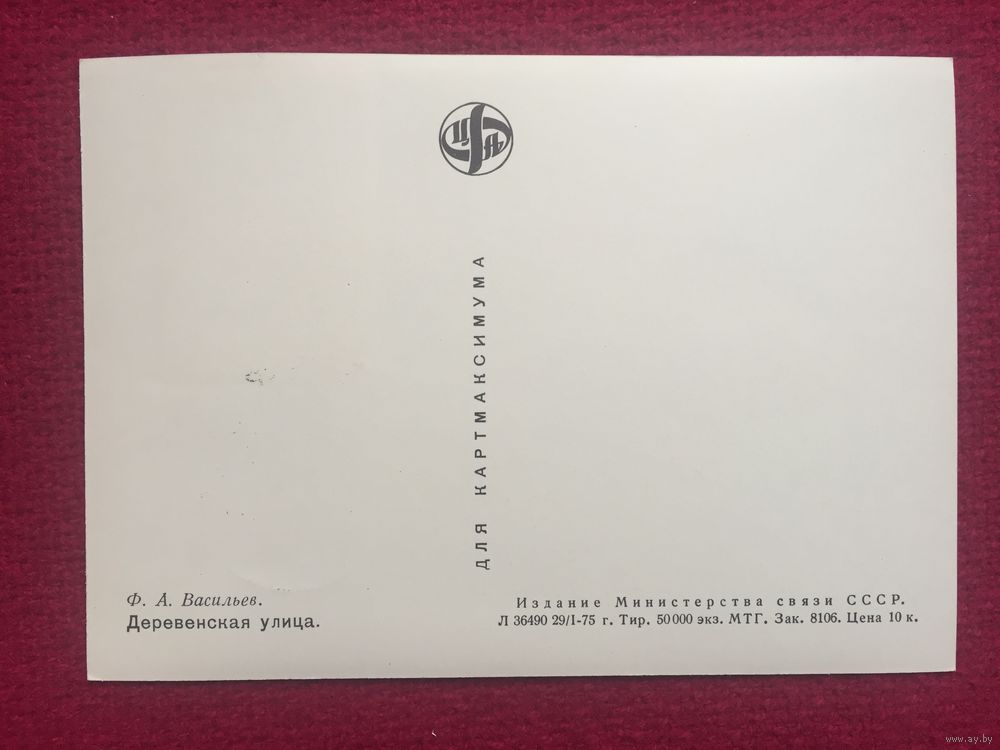 ЦФА
ДЛЯ КАРТМАКСИМУМА
Ф. А. Васильев.
Деревенская улица.
Издание Министерства связи СССР.
Л 36490 29/I-75 г. Тир. 50 000 экз. МТГ. Зак. 8106. Цена 10 к.
www.ay.by